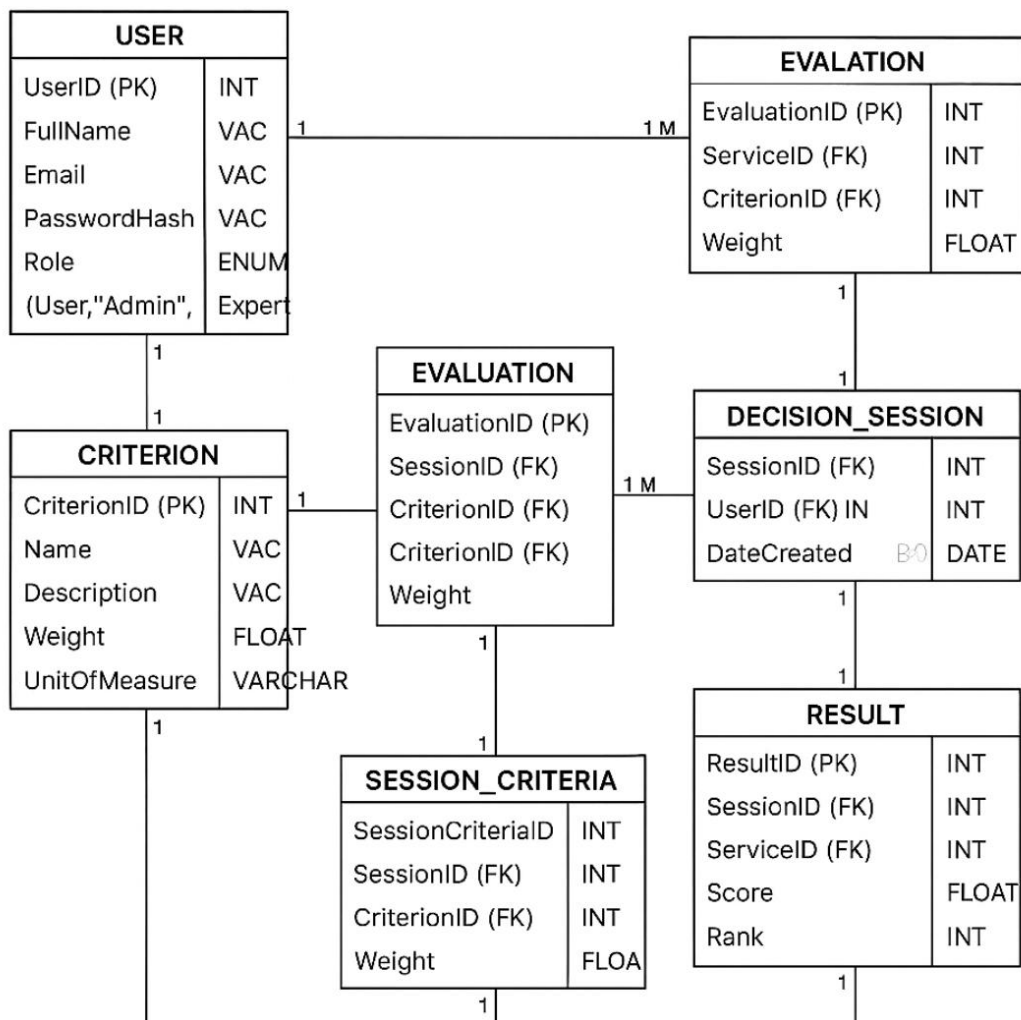 USER
UserID (PK) INT
FullName VAC
Email VAC
PasswordHash VAC
Role ENUM
(User,"Admin", Expert
1
1 M
EVALATION
EvaluationID (PK) INT
ServiceID (FK) INT
CriterionID (FK) INT
Weight FLOAT
1
1
1
1
CRITERION
CriterionID (PK) INT
Name VAC
Description VAC
Weight FLOAT
UnitOfMeasure VARCHAR
1
1
EVALUATION
EvaluationID (PK)
SessionID (FK)
CriterionID (FK)
CriterionID (FK)
Weight
1 M
1
1
DECISION_SESSION
SessionID (FK) INT
UserID (FK) IN INT
DateCreated DATE
1
1
SESSION_CRITERIA
SessionCriteriaID INT
SessionID (FK) INT
CriterionID (FK) INT
Weight FLOA
1
RESULT
ResultID (PK) INT
SessionID (FK) INT
ServiceID (FK) INT
Score FLOAT
Rank INT
1